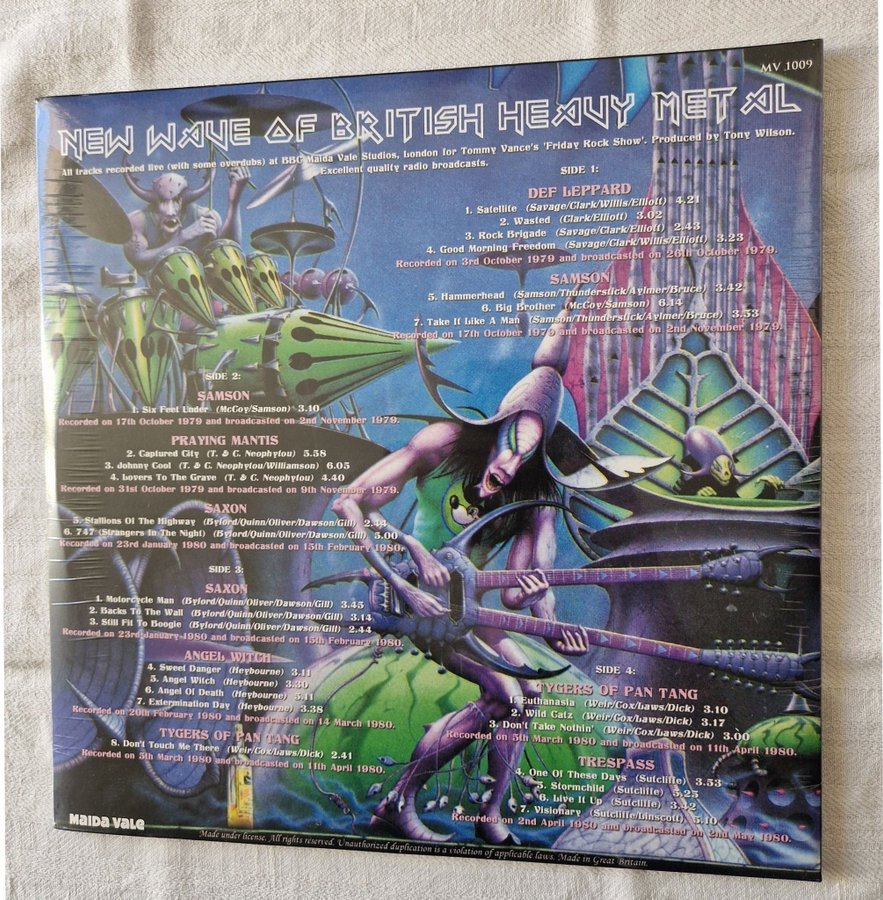 MV 1009
NEW WAVE OF BRITISH HEAVY METAL
All tracks recorded live (with some overdubs) at BBC Maida Vale Studios, London for Tommy Vance's 'Friday Rock Show'. Produced by Tony Wilson.
Excellent quality radio broadcasts.
SIDE 1:
DEF LEPPARD
1. Satellite (Savage/Clark/Willis/Elliott) 4.21
2. Wasted (Clark/Elliott) 3.02
3. Rock Brigade (Savage/Clark/Elliott) 2.43
4. Good Morning Freedom (Savage/Clark/Willis/Elliott) 3.23
Recorded on 3rd October 1979 and broadcasted on 26th October 1979.
SAMSON
5. Hammerhead (Samson/Thunderstick/Aylmer/Bruce) 3.42
6. Big Brother (McCoy/Samson) 6.14
7. Take It Like A Man (Samson/Thunderstick/Aylmer/Bruce) 3.53
Recorded on 17th October 1979 and broadcasted on 2nd November 1979.
SIDE 2:
SAMSON
1. Six Feet Under (McCoy/Samson) 3.10
Recorded on 17th October 1979 and broadcasted on 2nd November 1979.
PRAYING MANTIS
2. Captured City (T. & C. Neophytou) 5.58
3. Johnny Cool (T. & C. Neophytou/Williamson) 6.05
4. Lovers To The Grave (T. & C. Neophytou) 4.40
Recorded on 31st October 1979 and broadcasted on 9th November 1979.
SAXON
5. Stallions Of The Highway (Byford/Quinn/Oliver/Dawson/Gill) 2.44
6. 747 (Strangers In The Night) (Byford/Quinn/Oliver/Dawson/Gill) 5.00
Recorded on 23rd January 1980 and broadcasted on 15th February 1980.
SIDE 3:
SAXON
1. Motorcycle Man (Byford/Quinn/Oliver/Dawson/Gill) 3.45
2. Backs To The Wall (Byford/Quinn/Oliver/Dawson/Gill) 3.14
3. Still Fit To Boogie (Byford/Quinn/Oliver/Dawson/Gill) 2.44
Recorded on 23rd January 1980 and broadcasted on 15th February 1980.
ANGEL WITCH
4. Sweet Danger (Heybourne) 3.11
5. Angel Witch (Heybourne) 3.30
6. Angel Of Death (Heybourne) 5.11
7. Extermination Day (Heybourne) 3.38
Recorded on 20th February 1980 and broadcasted on 14 March 1980.
TYGERS OF PAN TANG
8. Don't Touch Me There (Weir/Cox/Laws/Dick) 2.41
Recorded on 5th March 1980 and broadcasted on 11th April 1980.
SIDE 4:
TYGERS OF PAN TANG
1. Euthanasia (Weir/Cox/Laws/Dick) 3.10
2. Wild Catz (Weir/Cox/Laws/Dick) 3.17
3. Don't Take Nothin' (Weir/Cox/Laws/Dick) 3.00
Recorded on 5th March 1980 and broadcasted on 11th April 1980.
TRESPASS
4. One Of These Days (Sutcliffe) 3.53
5. Stormchild (Sutcliffe) 5.25
6. Live It Up (Sutcliffe) 3.42
7. Visionary (Sutcliffe/Linscott) 5.10
Recorded on 2nd April 1980 and broadcasted on 2nd May 1980.
MAIDA VALE
Made under license. All rights reserved. Unauthorized duplication is a violation of applicable laws. Made in Great Britain.